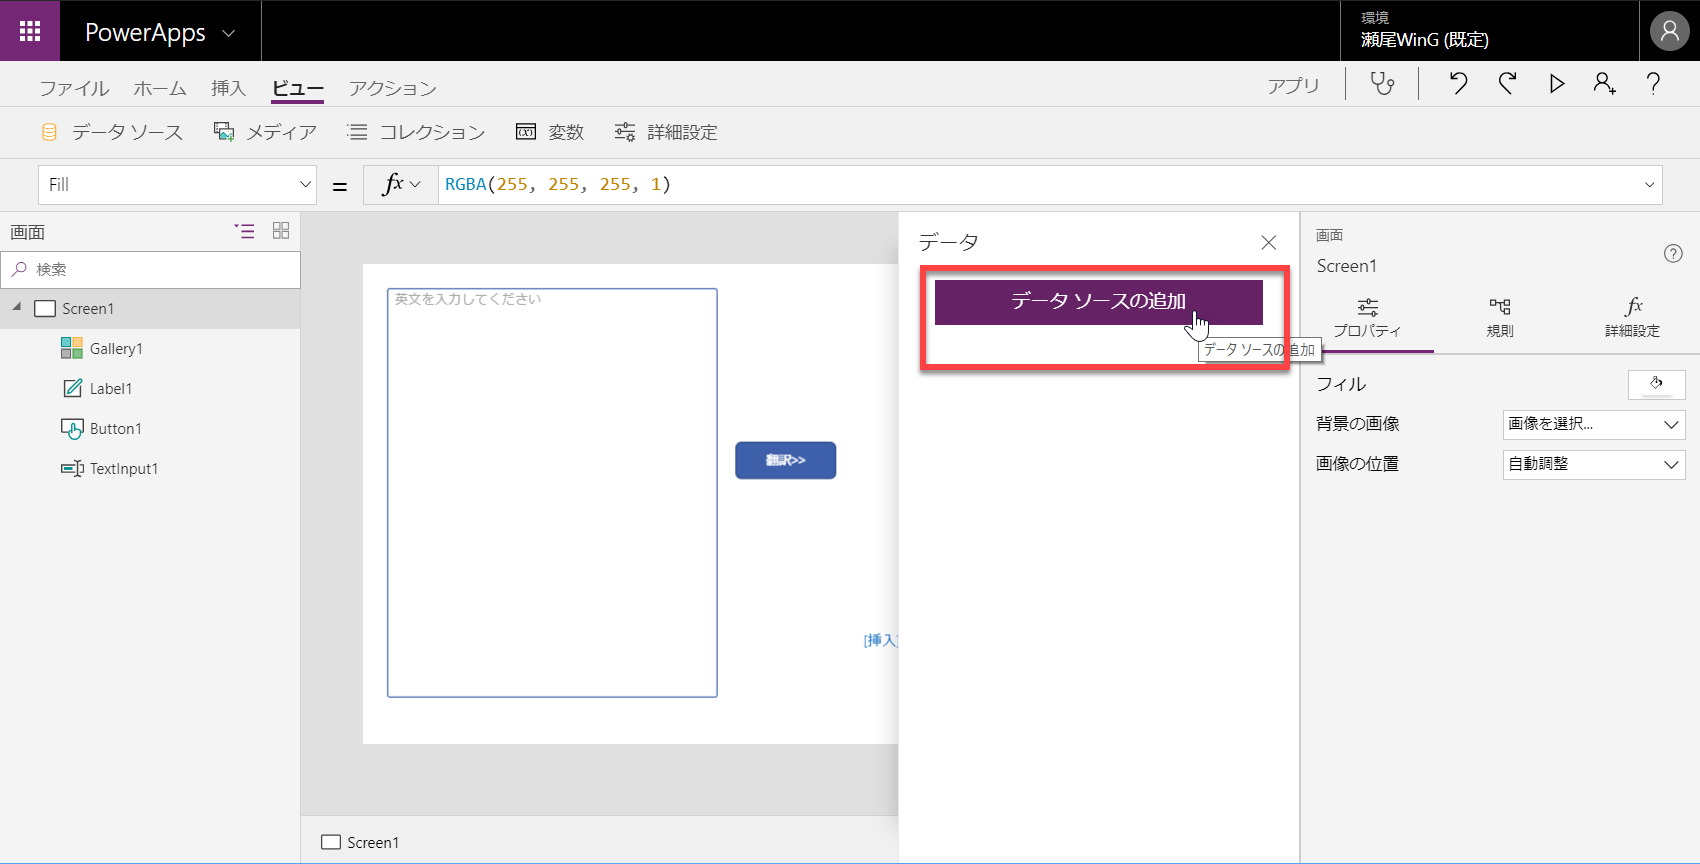 PowerApps
環境
瀬尾WinG (既定)
ファイル ホーム 挿入 ビュー アクション アプリ
データ ソース メディア コレクション 変数 詳細設定
Fill = fx RGBA(255, 255, 255, 1)
画面
検索
Screen1
Gallery1
Label1
Button1
TextInput1
英文を入力してください
翻訳>>
[挿入]
Screen1
データ
データ ソースの追加
データ ソースの追加
画面
Screen1
プロパティ 規則 詳細設定
フィル
背景の画像 画像を選択...
画像の位置 自動調整